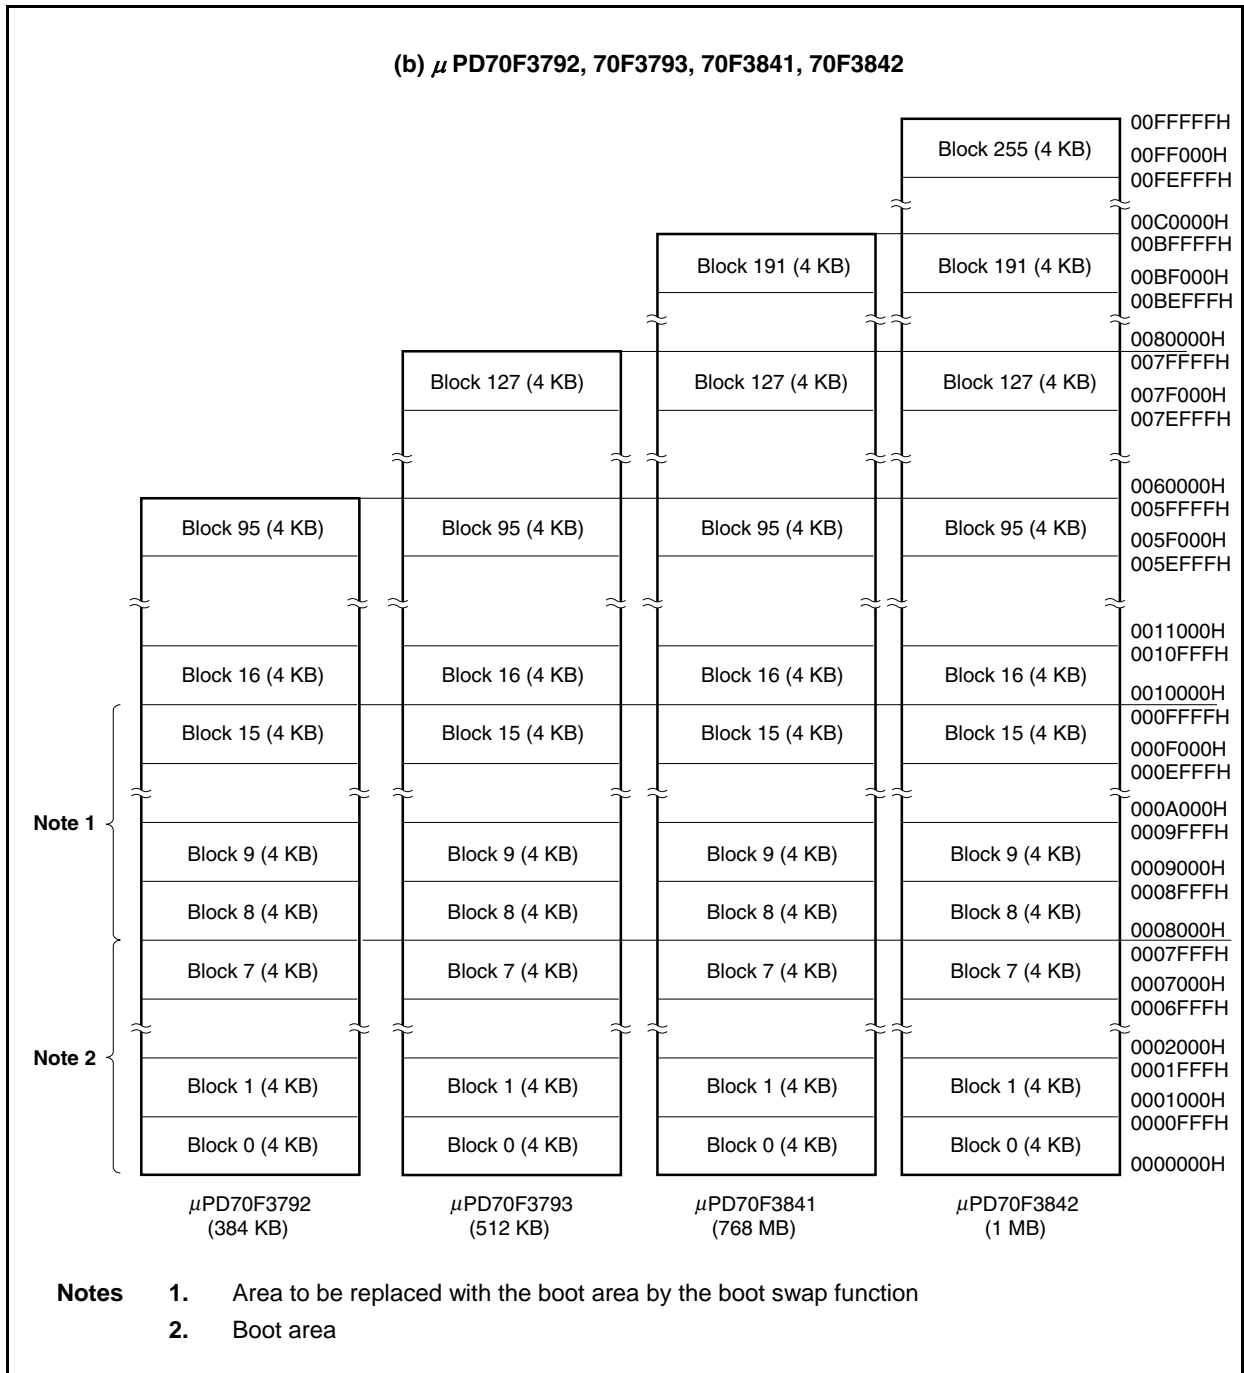 (b) μ PD70F3792, 70F3793, 70F3841, 70F3842
00FFFFFH
Block 255 (4 KB)
00FF000H
00FEFFFH
00C0000H
00BFFFFH
Block 191 (4 KB) Block 191 (4 KB)
00BF000H
00BEFFFH
0080000H
007FFFFH
Block 127 (4 KB) Block 127 (4 KB) Block 127 (4 KB)
007F000H
007EFFFH
0060000H
005FFFFH
Block 95 (4 KB) Block 95 (4 KB) Block 95 (4 KB) Block 95 (4 KB)
005F000H
005EFFFH
0011000H
0010FFFH
Block 16 (4 KB) Block 16 (4 KB) Block 16 (4 KB) Block 16 (4 KB)
0010000H
000FFFFH
Block 15 (4 KB) Block 15 (4 KB) Block 15 (4 KB) Block 15 (4 KB)
000F000H
000EFFFH
000A000H
Note 1
0009FFFH
Block 9 (4 KB) Block 9 (4 KB) Block 9 (4 KB) Block 9 (4 KB)
0009000H
0008FFFH
Block 8 (4 KB) Block 8 (4 KB) Block 8 (4 KB) Block 8 (4 KB)
0008000H
0007FFFH
Block 7 (4 KB) Block 7 (4 KB) Block 7 (4 KB) Block 7 (4 KB)
0007000H
0006FFFH
0002000H
Note 2
0001FFFH
Block 1 (4 KB) Block 1 (4 KB) Block 1 (4 KB) Block 1 (4 KB)
0001000H
0000FFFH
Block 0 (4 KB) Block 0 (4 KB) Block 0 (4 KB) Block 0 (4 KB)
0000000H
μPD70F3792 μPD70F3793 μPD70F3841 μPD70F3842
(384 KB) (512 KB) (768 MB) (1 MB)
Notes 1. Area to be replaced with the boot area by the boot swap function
2. Boot area